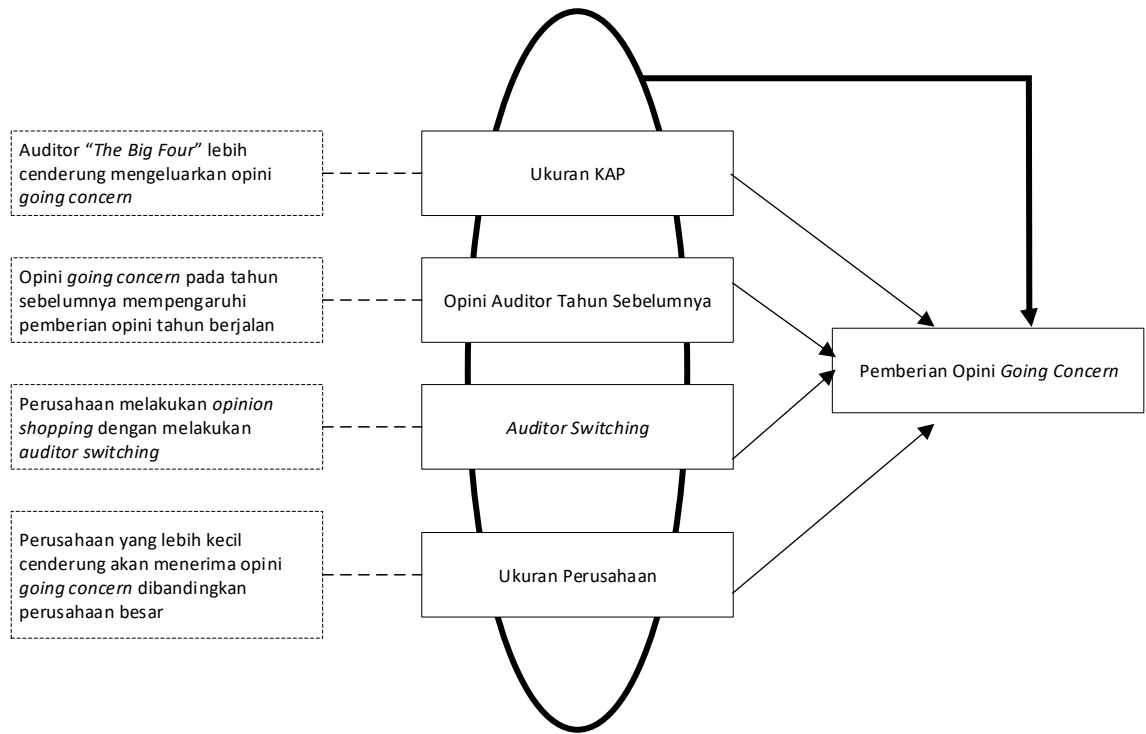 Auditor “The Big Four” lebih
cenderung mengeluarkan opini
going concern
Ukuran KAP
Opini going concern pada tahun
sebelumnya mempengaruhi
pemberian opini tahun berjalan
Opini Auditor Tahun Sebelumnya
Pemberian Opini Going Concern
Perusahaan melakukan opinion
shopping dengan melakukan
auditor switching
Auditor Switching
Perusahaan yang lebih kecil
cenderung akan menerima opini
going concern dibandingkan
perusahaan besar
Ukuran Perusahaan